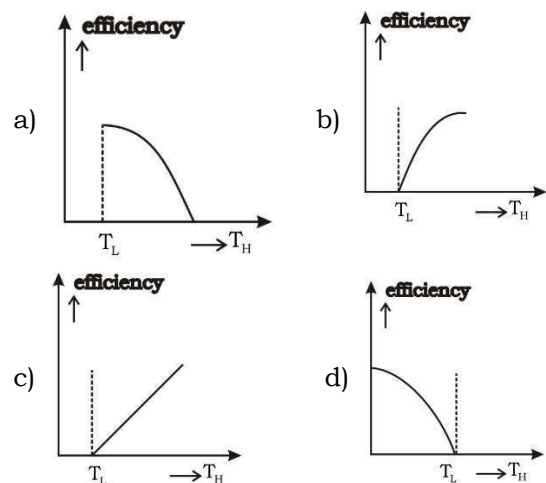 efficiency
a)
T_L → T_H
efficiency
b)
T_L → T_H
efficiency
c)
T_L → T_H
efficiency
d)
T_L → T_H